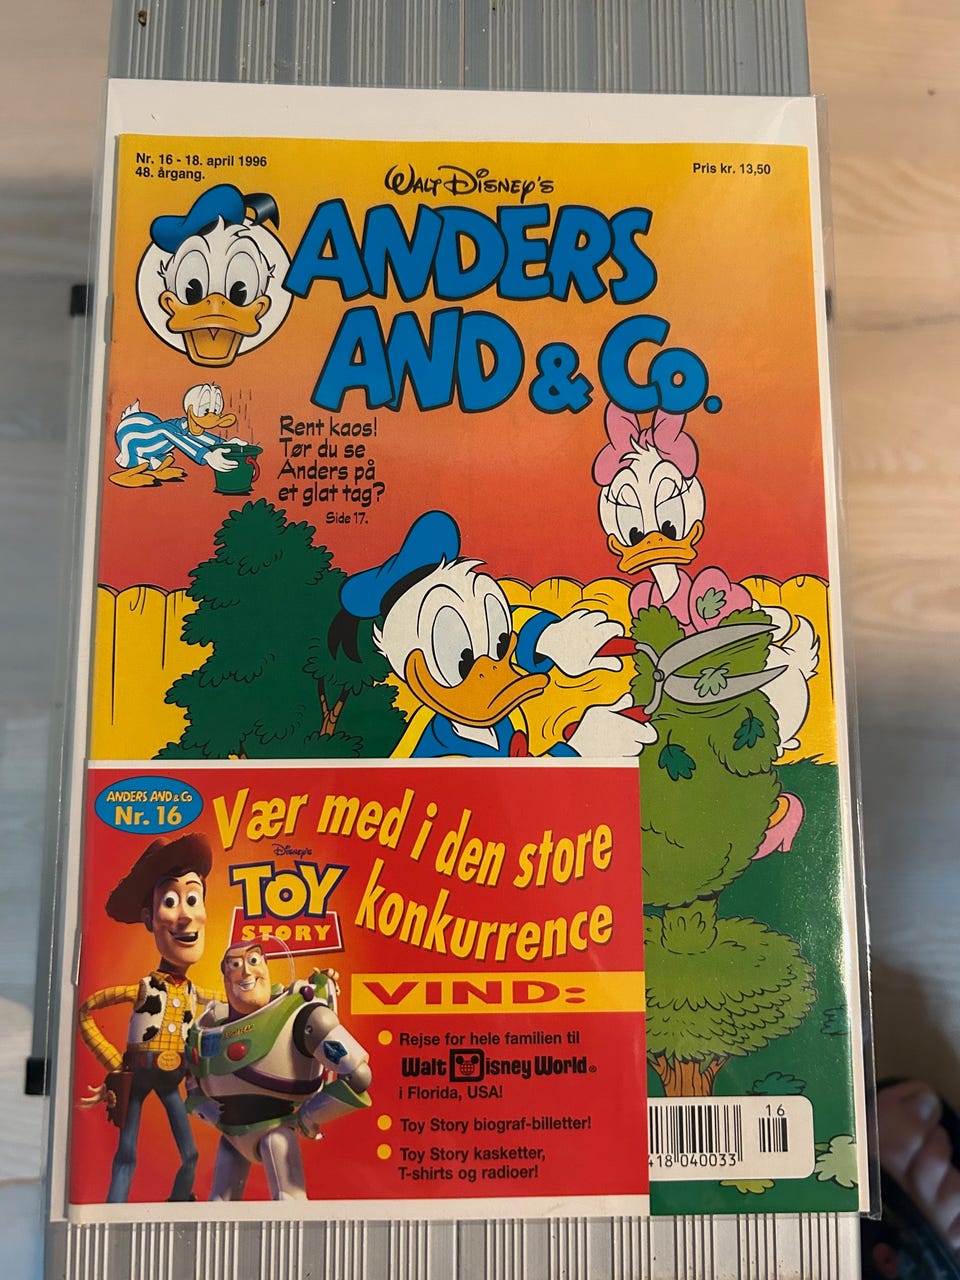 Nr. 16 - 18. april 1996
48. årgang.
Pris kr. 13,50
WALT DISNEY'S
ANDERS
AND & Co.
Rent kaos!
Tør du se
Anders på
et glat tag?
Side 17.
ANDERS AND & Co
Nr. 16
Vær med i den store
konkurrence
Disney's
TOY
STORY
VIND:
Rejse for hele familien til
Walt Disney World®
i Florida, USA!
Toy Story biograf-billetter!
Toy Story kasketter,
T-shirts og radioer!
LIGHTYEAR
16
418 040033